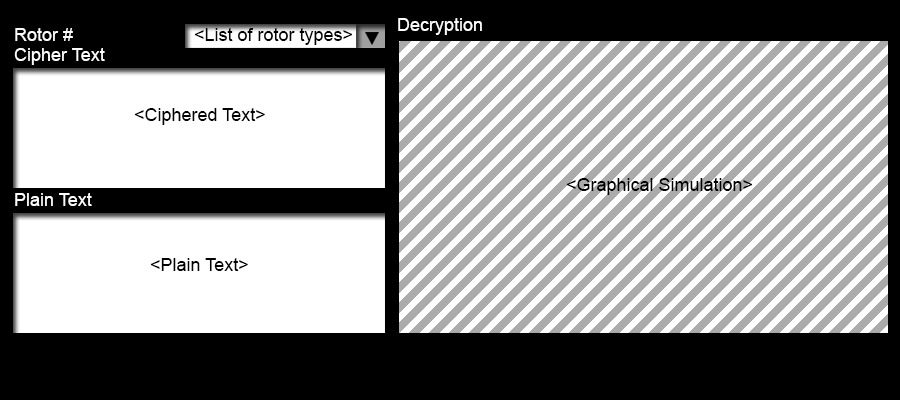 Rotor #
<List of rotor types>
Cipher Text
<Ciphered Text>
Plain Text
<Plain Text>
Decryption
<Graphical Simulation>